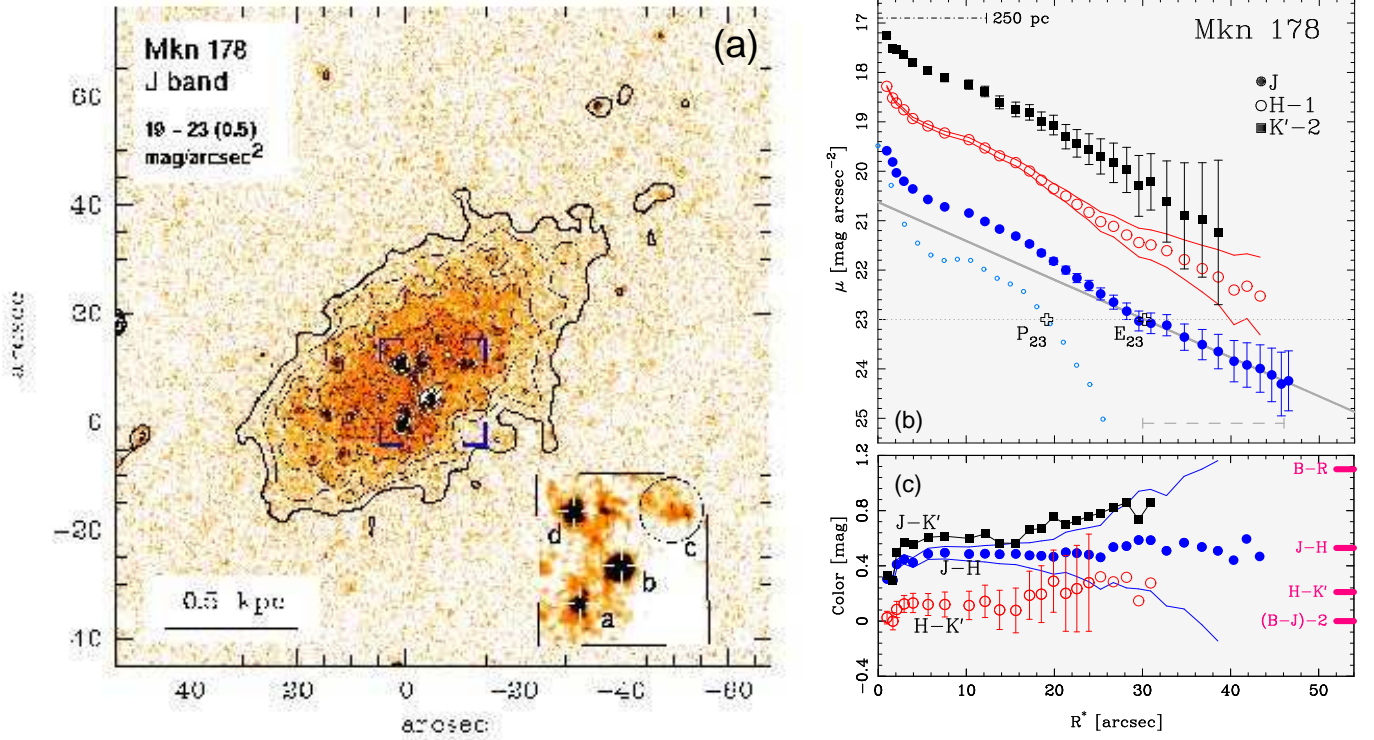 (a)
Mkn 178
J band
19 - 23 (0.5)
mag/arcsec²
60
40
20
0
-20
arcsec
40
20
0
-20
-40
-60
arcsec
0.5 kpc
a
b
c
d
250 pc
Mkn 178
J
H-1
K′-2
17
18
19
20
21
22
23
24
25
μ [mag arcsec⁻²]
P₂₃
E₂₃
(b)
(c)
1.2
0.8
0.4
0
-0.4
Color [mag]
J-K′
J-H
H-K′
B-R
J-H
H-K′
(B-J)-2
0
10
20
30
40
50
R* [arcsec]